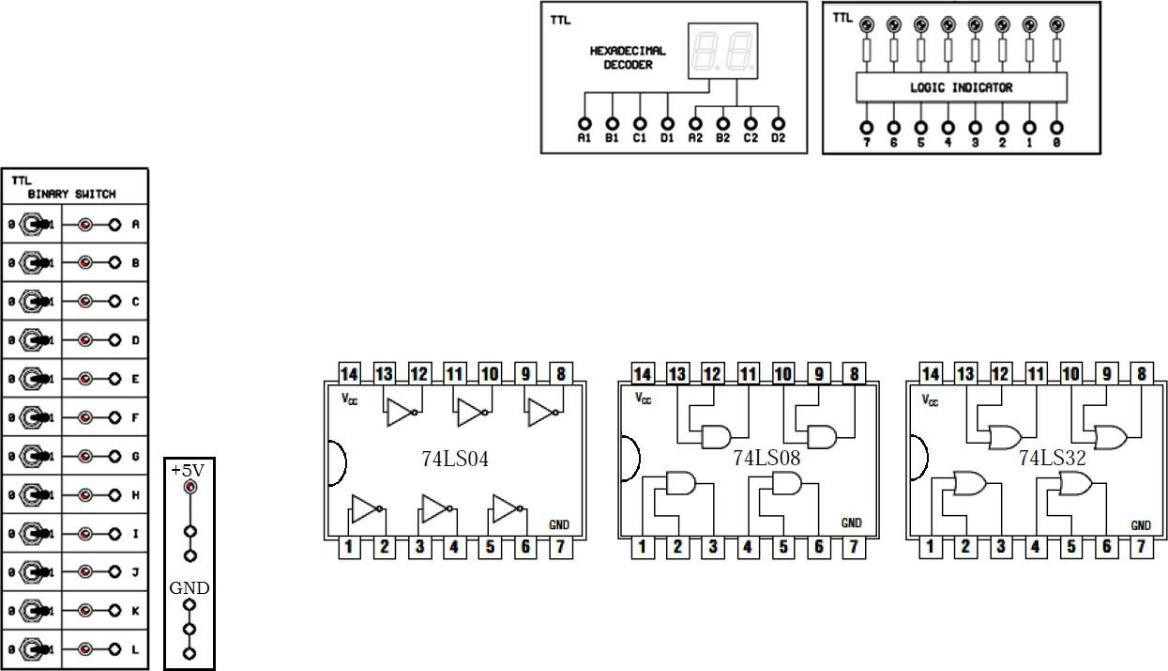 TTL
HEXADECIMAL
DECODER
A1 B1 C1 D1 A2 B2 C2 D2
TTL
LOGIC INDICATOR
7 6 5 4 3 2 1 0
TTL
BINARY SWITCH
0 1 A
0 1 B
0 1 C
0 1 D
0 1 E
0 1 F
0 1 G
0 1 H
0 1 I
0 1 J
0 1 K
0 1 L
+5V
GND
14 13 12 11 10 9 8
VCC
74LS04
GND
1 2 3 4 5 6 7
14 13 12 11 10 9 8
VCC
74LS08
GND
1 2 3 4 5 6 7
14 13 12 11 10 9 8
VCC
74LS32
GND
1 2 3 4 5 6 7